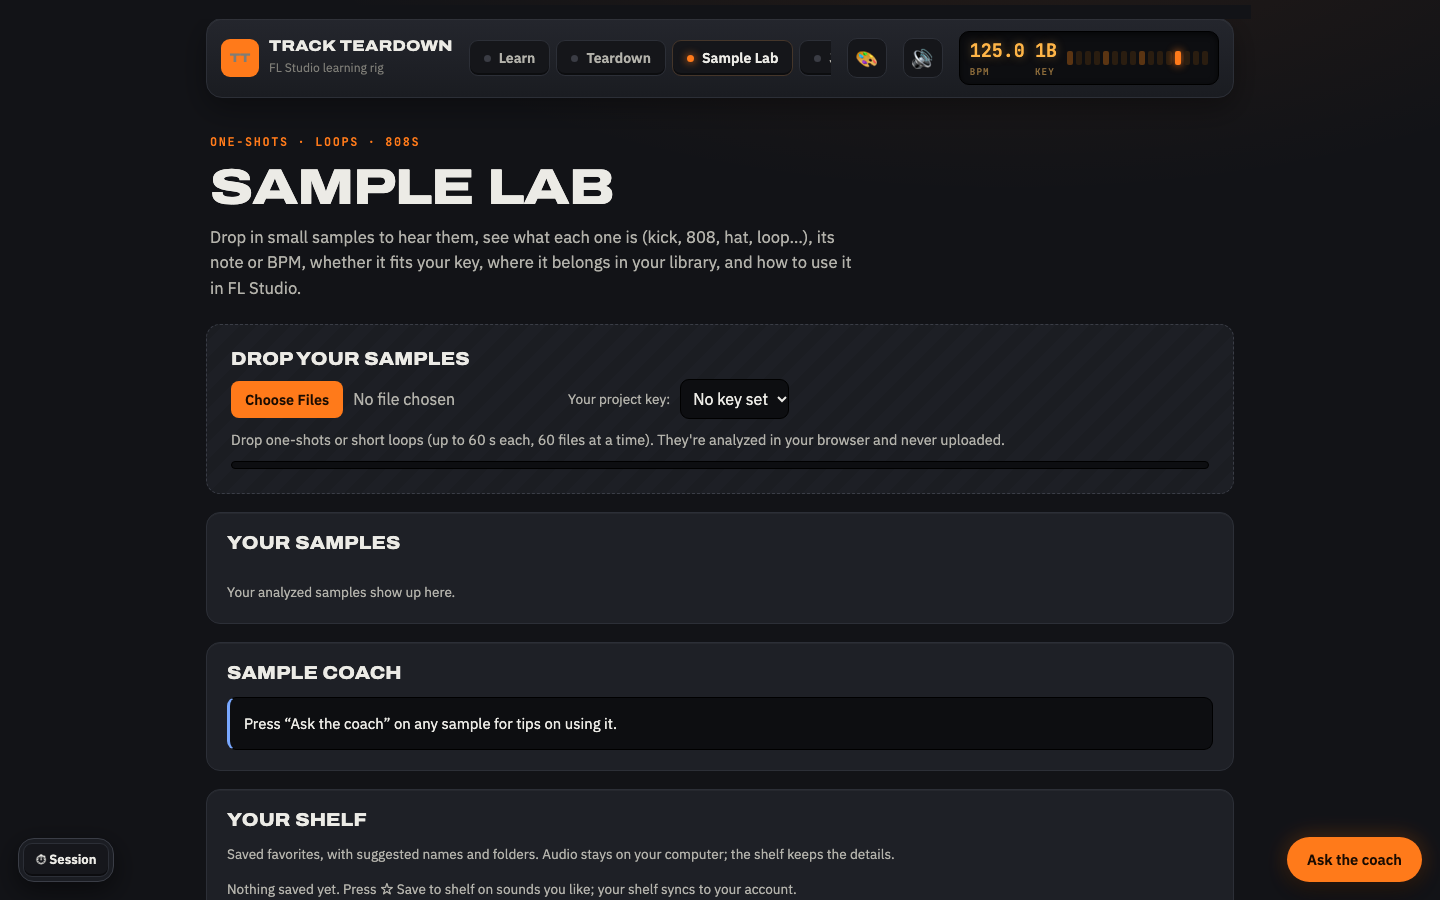 TT
TRACK TEARDOWN
FL Studio learning rig
Learn
Teardown
Sample Lab
125.0 1B
BPM KEY
ONE-SHOTS · LOOPS · 808S
SAMPLE LAB
Drop in small samples to hear them, see what each one is (kick, 808, hat, loop…), its
note or BPM, whether it fits your key, where it belongs in your library, and how to use it
in FL Studio.
DROP YOUR SAMPLES
Choose Files No file chosen
Your project key: No key set
Drop one-shots or short loops (up to 60 s each, 60 files at a time). They're analyzed in your browser and never uploaded.
YOUR SAMPLES
Your analyzed samples show up here.
SAMPLE COACH
Press “Ask the coach” on any sample for tips on using it.
YOUR SHELF
Saved favorites, with suggested names and folders. Audio stays on your computer; the shelf keeps the details.
Nothing saved yet. Press ☆ Save to shelf on sounds you like; your shelf syncs to your account.
⏱ Session
Ask the coach